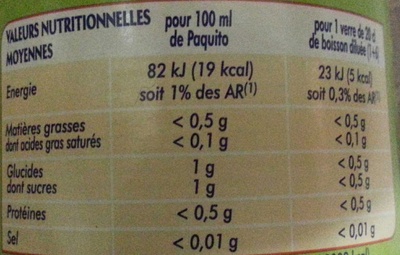 VALEURS NUTRITIONNELLES
MOYENNES
pour 100 ml
de Paquito
pour 1 verre de 20 cl
de boisson diluée (1+6)
Energie
82 kJ (19 kcal)
soit 1% des AR(1)
23 kJ (5 kcal)
soit 0,3% des AR
Matières grasses
< 0,5 g
< 0,5 g
dont acides gras saturés
< 0,1 g
< 0,1 g
Glucides
1 g
< 0,5 g
dont sucres
1 g
< 0,5 g
Protéines
< 0,5 g
< 0,5 g
Sel
< 0,01 g
< 0,01 g